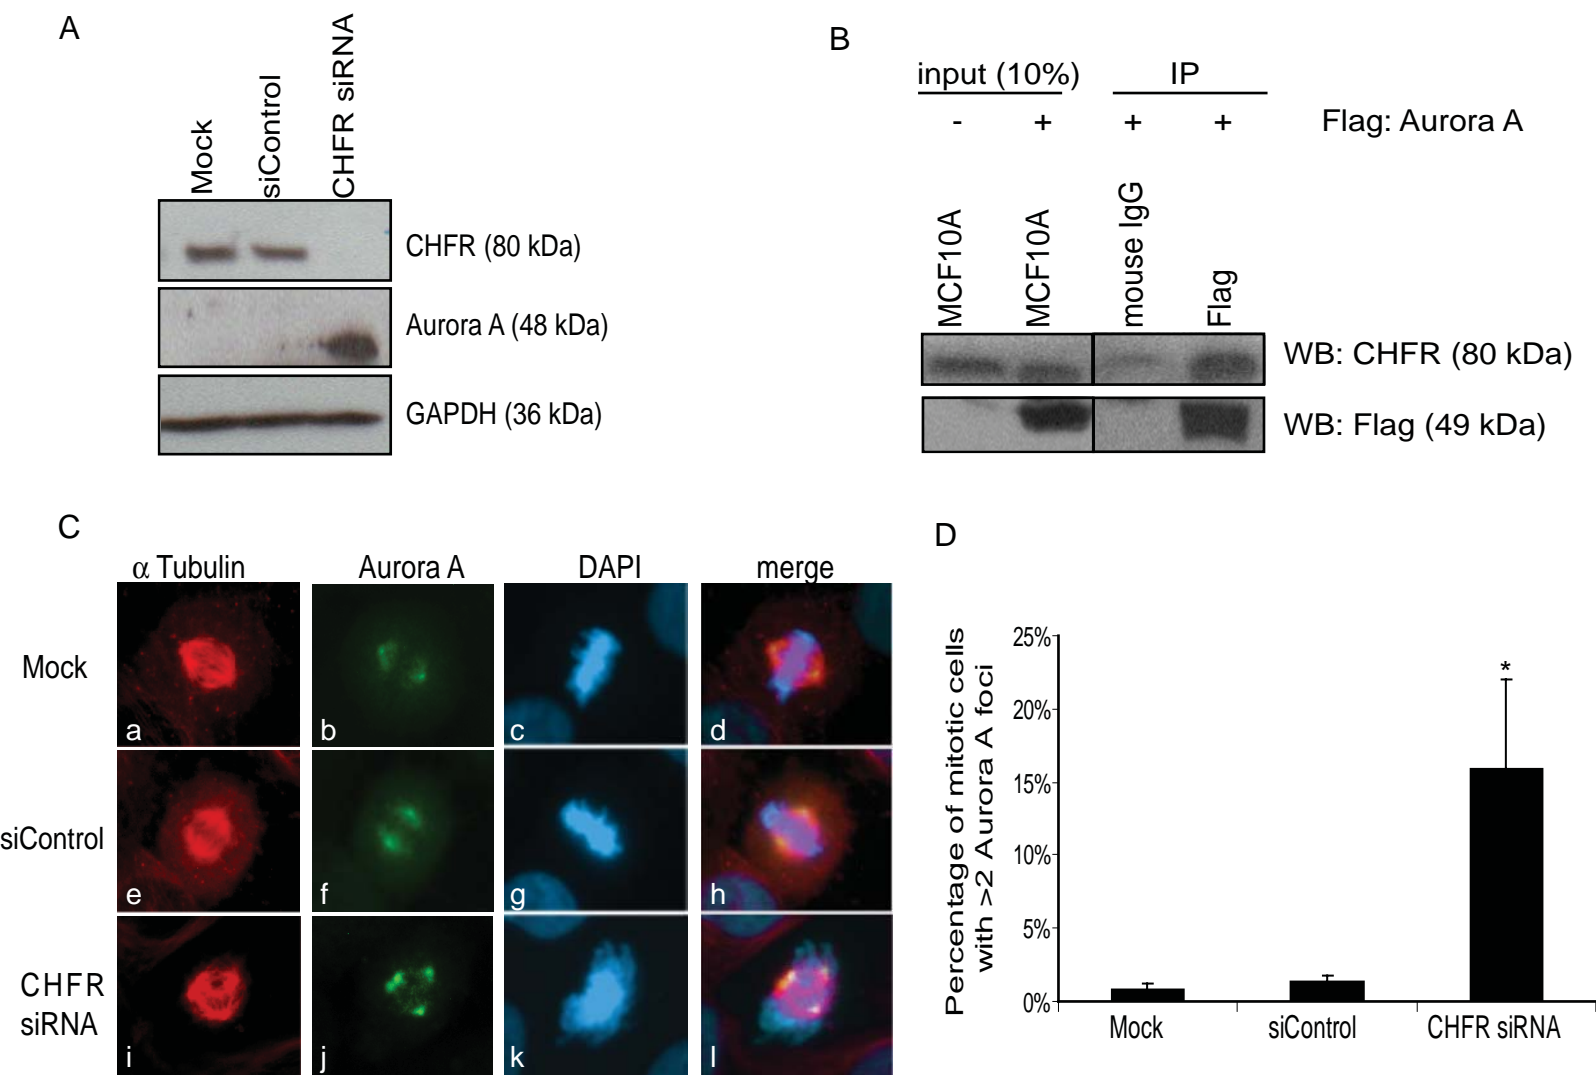 A
Mock
siControl
CHFR siRNA
CHFR (80 kDa)
Aurora A (48 kDa)
GAPDH (36 kDa)
B
input (10%)
IP
- + + + Flag: Aurora A
MCF10A
MCF10A
mouse IgG
Flag
WB: CHFR (80 kDa)
WB: Flag (49 kDa)
C
α Tubulin Aurora A DAPI merge
Mock
a b c d
siControl
e f g h
CHFR
siRNA
i j k l
D
Percentage of mitotic cells
with >2 Aurora A foci
25%
20%
15%
10%
5%
0%
*
Mock siControl CHFR siRNA